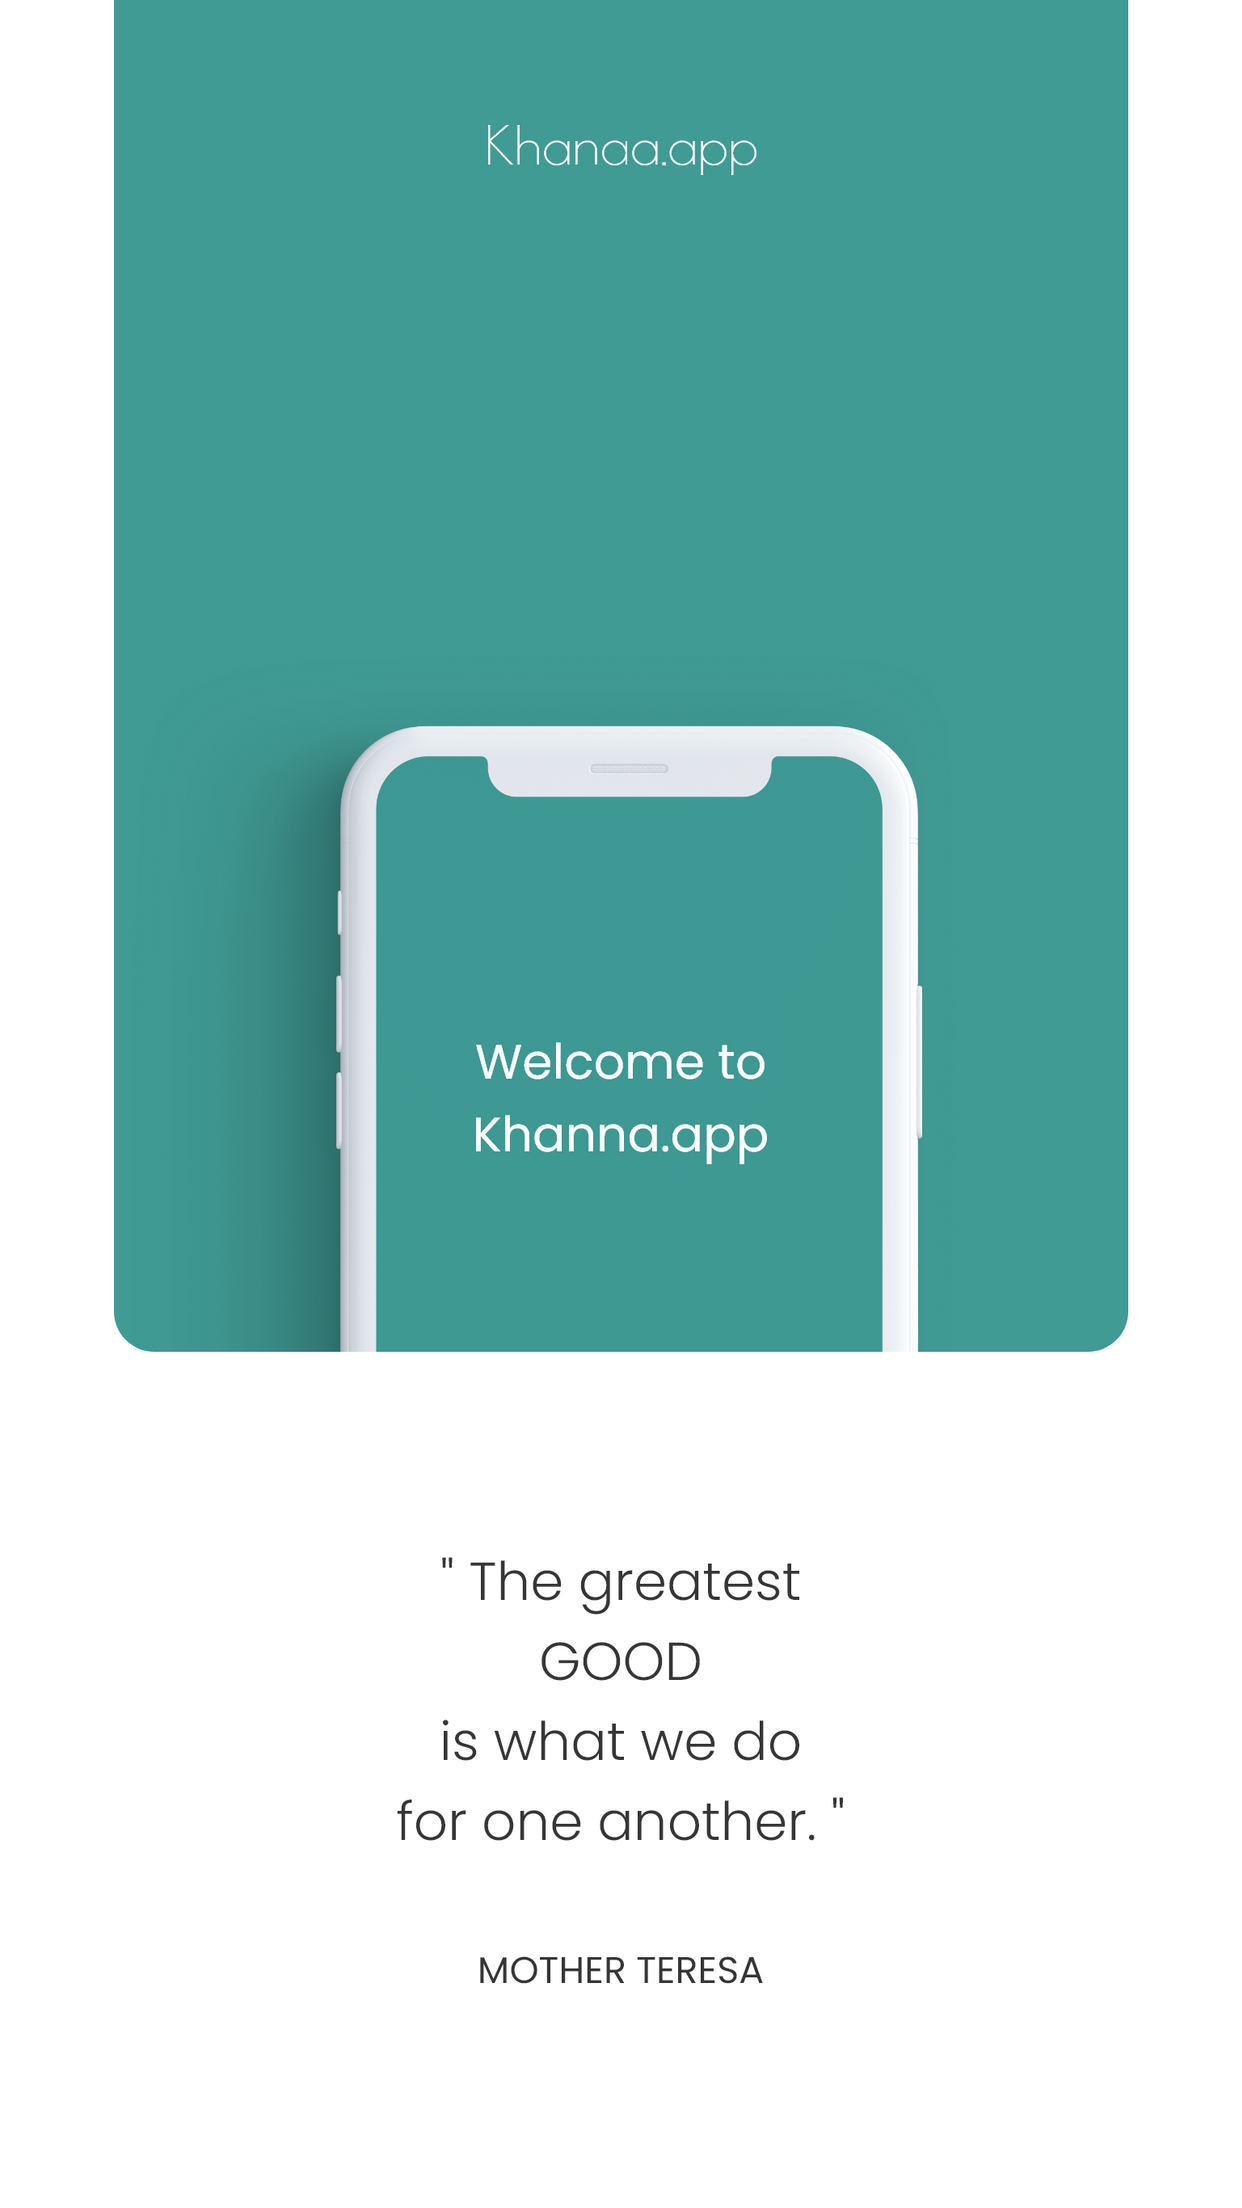 Khanaa.app
Welcome to
Khanna.app
" The greatest
GOOD
is what we do
for one another. "
MOTHER TERESA